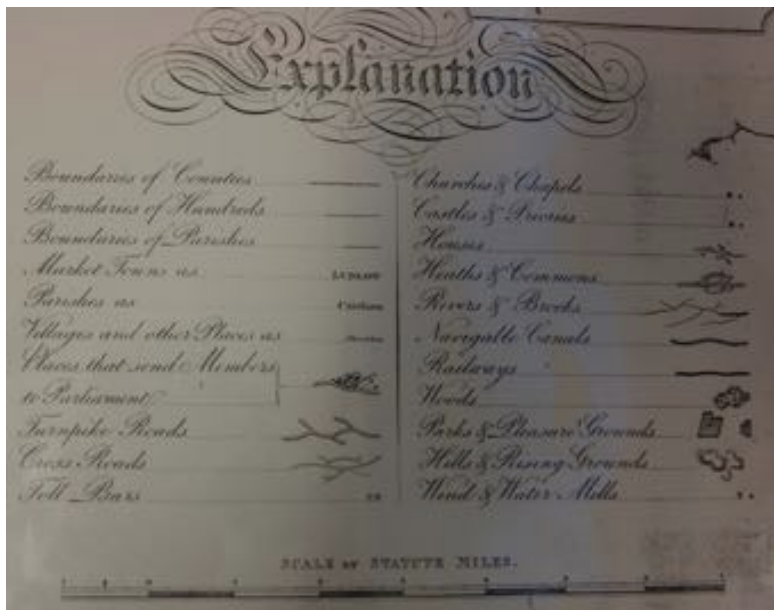 Explanation
Boundaries of Counties
Boundaries of Hundreds
Boundaries of Parishes
Market Towns as LUDLOW
Parishes as
Villages and other Places as
Places that send Members
to Parliament
Turnpike Roads
Cross Roads
Toll Bars
Churches & Chapels
Castles & Priories
Houses
Heaths & Commons
Rivers & Brooks
Navigable Canals
Railways
Woods
Parks & Pleasure Grounds
Hills & Rising Grounds
Wind & Water Mills
SCALE OF STATUTE MILES.